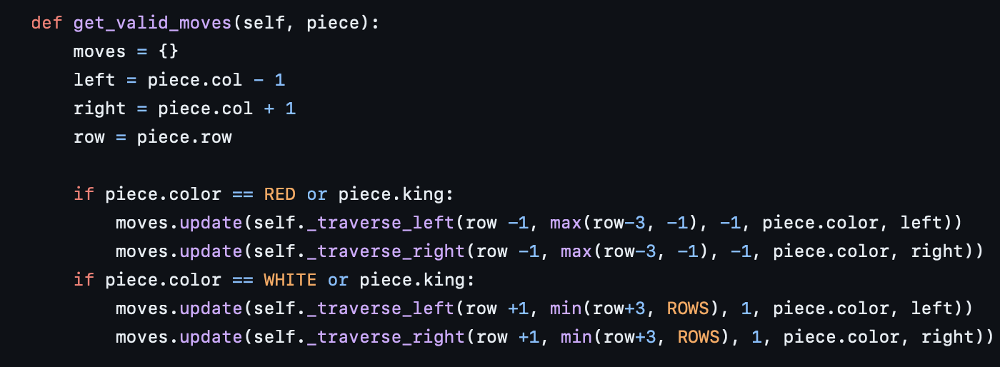 def get_valid_moves(self, piece):
    moves = {}
    left = piece.col - 1
    right = piece.col + 1
    row = piece.row

    if piece.color == RED or piece.king:
        moves.update(self._traverse_left(row -1, max(row-3, -1), -1, piece.color, left))
        moves.update(self._traverse_right(row -1, max(row-3, -1), -1, piece.color, right))
    if piece.color == WHITE or piece.king:
        moves.update(self._traverse_left(row +1, min(row+3, ROWS), 1, piece.color, left))
        moves.update(self._traverse_right(row +1, min(row+3, ROWS), 1, piece.color, right))